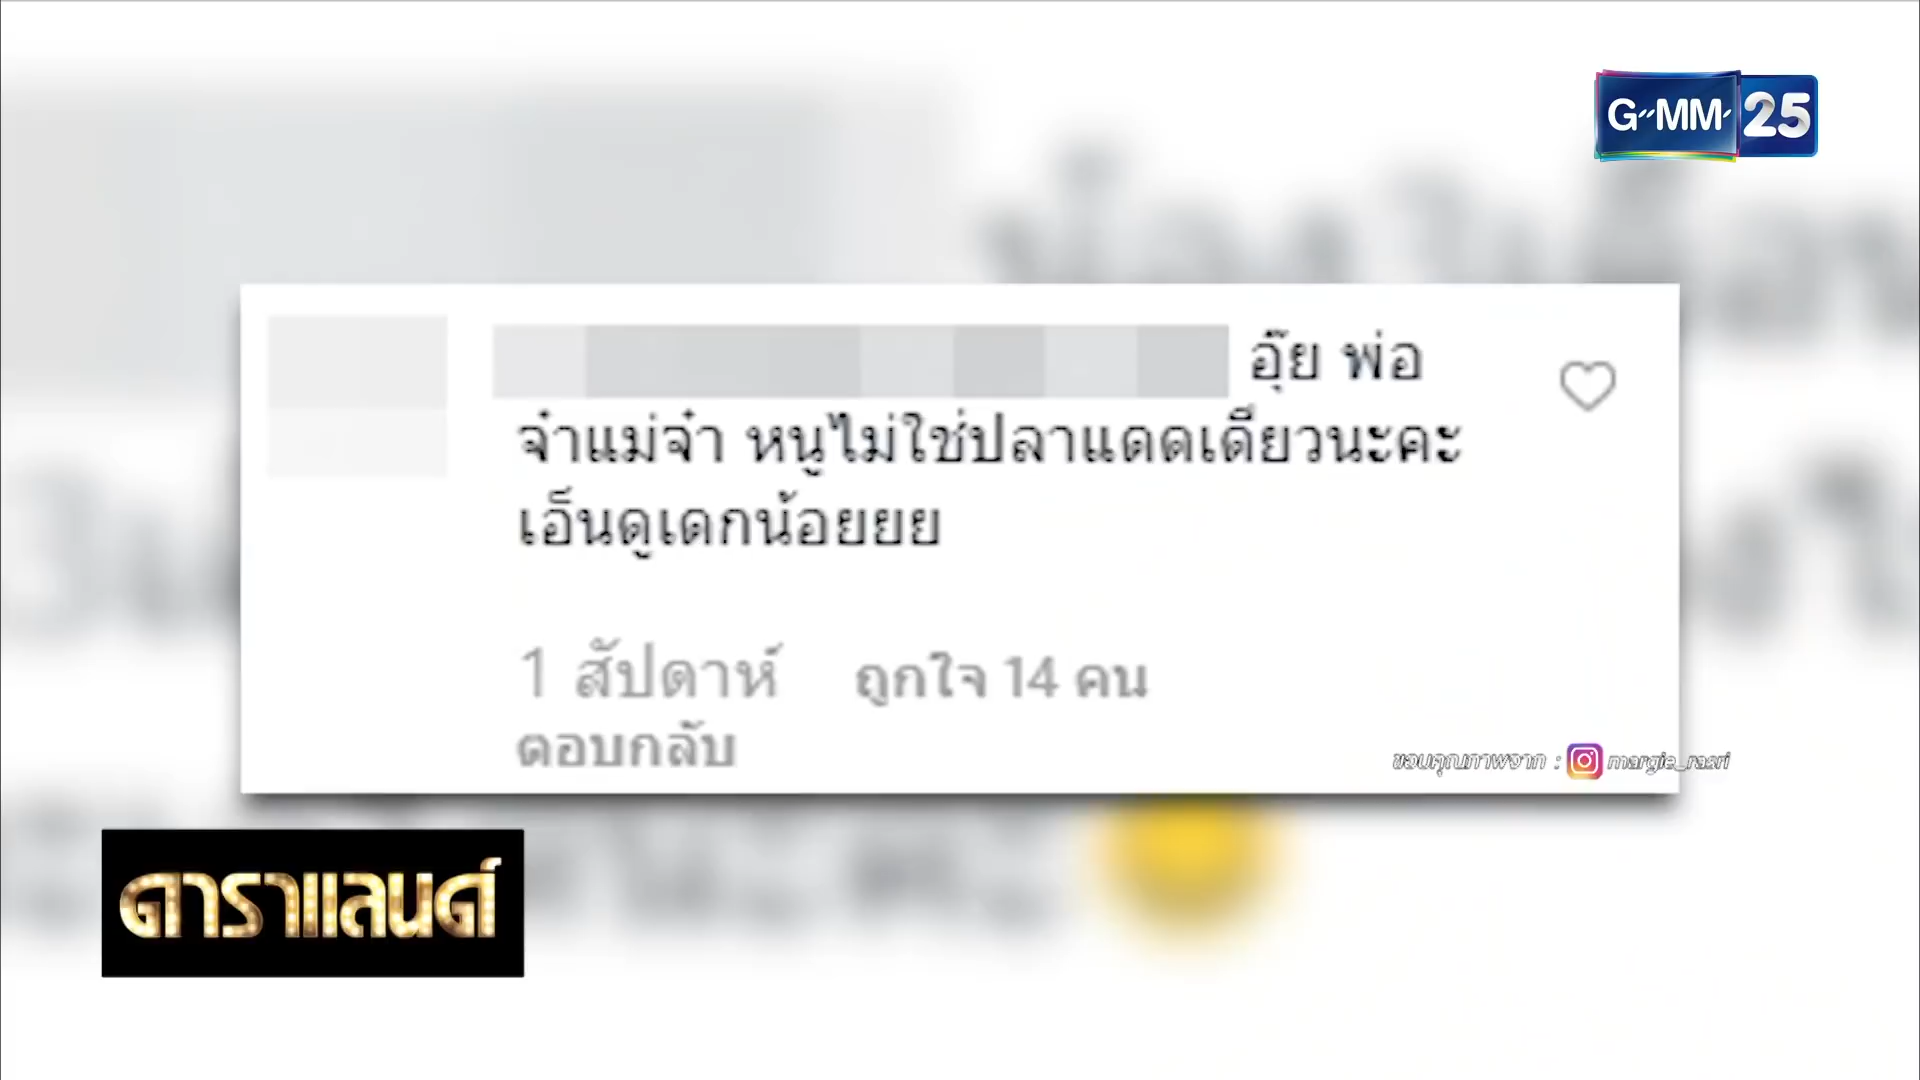 GMM 25
อุ๊ย พ่อ
จ๋าแม่จ๋า หนูไม่ใช่ปลาแดดเดียวนะคะ
เอ็นดูเดกน้อยยย
1 สัปดาห์ ถูกใจ 14 คน
ตอบกลับ
ขอบคุณภาพจาก : margie_rasri
ดาราแลนด์